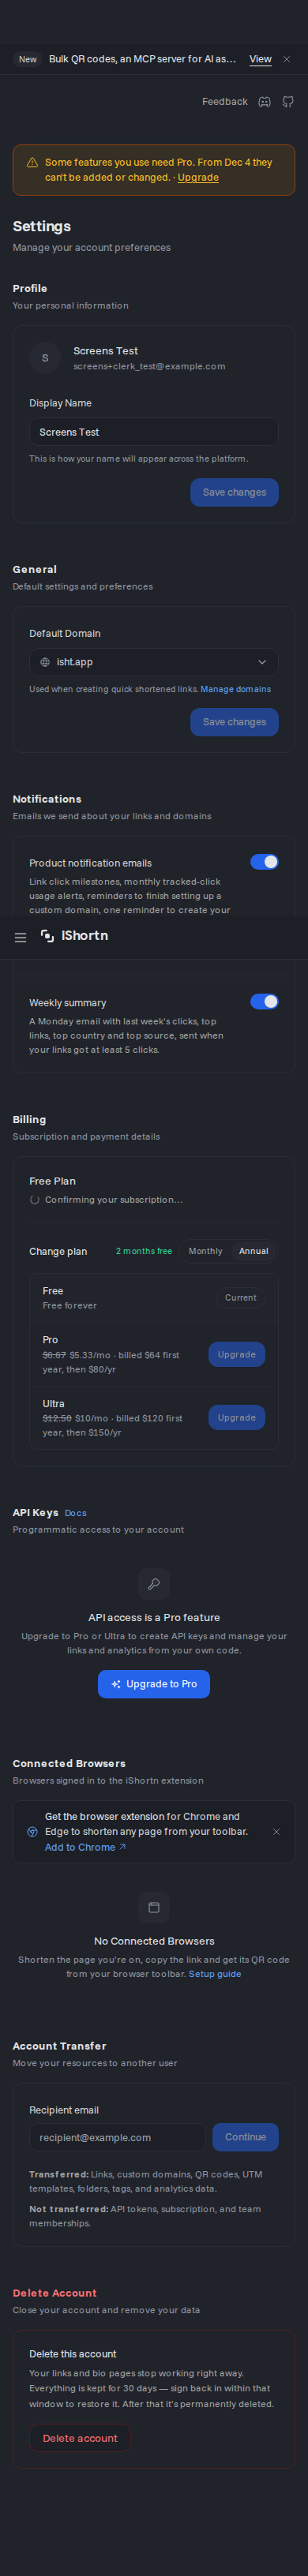 New Bulk QR codes, an MCP server for AI as… View
Feedback
Some features you use need Pro. From Dec 4 they
can't be added or changed. · Upgrade
Settings
Manage your account preferences
Profile
Your personal information
S
Screens Test
screens+clerk_test@example.com
Display Name
Screens Test
This is how your name will appear across the platform.
Save changes
General
Default settings and preferences
Default Domain
isht.app
Used when creating quick shortened links. Manage domains
Save changes
Notifications
Emails we send about your links and domains
Product notification emails
Link click milestones, monthly tracked-click
usage alerts, reminders to finish setting up a
custom domain, one reminder to create your
IShortn
Weekly summary
A Monday email with last week's clicks, top
links, top country and top source, sent when
your links got at least 5 clicks.
Billing
Subscription and payment details
Free Plan
Confirming your subscription…
Change plan 2 months free Monthly Annual
Free
Free forever
Current
Pro
$6.67 $5.33/mo · billed $64 first
year, then $80/yr
Upgrade
Ultra
$12.50 $10/mo · billed $120 first
year, then $150/yr
Upgrade
API Keys Docs
Programmatic access to your account
API access is a Pro feature
Upgrade to Pro or Ultra to create API keys and manage your
links and analytics from your own code.
Upgrade to Pro
Connected Browsers
Browsers signed in to the iShortn extension
Get the browser extension for Chrome and
Edge to shorten any page from your toolbar.
Add to Chrome
No Connected Browsers
Shorten the page you're on, copy the link and get its QR code
from your browser toolbar. Setup guide
Account Transfer
Move your resources to another user
Recipient email
recipient@example.com Continue
Transferred: Links, custom domains, QR codes, UTM
templates, folders, tags, and analytics data.
Not transferred: API tokens, subscription, and team
memberships.
Delete Account
Close your account and remove your data
Delete this account
Your links and bio pages stop working right away.
Everything is kept for 30 days — sign back in within that
window to restore it. After that it's permanently deleted.
Delete account